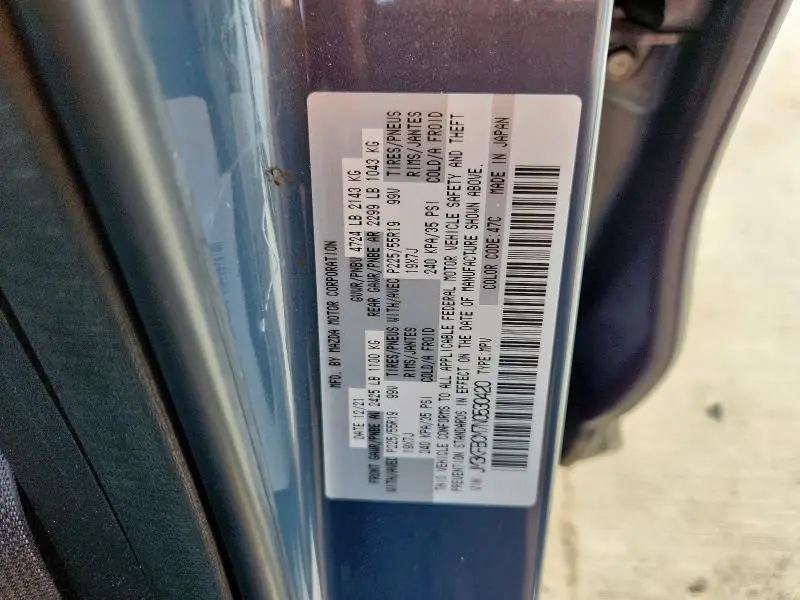 MFD. BY MAZDA MOTOR CORPORATION
DATE 12/21 GVWR/PNBV 4724 LB 2143 KG
FRONT GAWR/PNBE AV 2425 LB 1100 KG REAR GAWR/PNBE AR 2299 LB 1043 KG
WITH/AVEC P225/55R19 99V TIRES/PNEUS WITH/AVEC P225/55R19 99V TIRES/PNEUS
19X7J RIMS/JANTES 19X7J RIMS/JANTES
240 KPA/35 PSI COLD/A FROID 240 KPA/35 PSI COLD/A FROID
THIS VEHICLE CONFORMS TO ALL APPLICABLE FEDERAL MOTOR VEHICLE SAFETY AND THEFT
PREVENTION STANDARDS IN EFFECT ON THE DATE OF MANUFACTURE SHOWN ABOVE.
VIN: TYPE:MPV COLOR CODE:47C MADE IN JAPAN